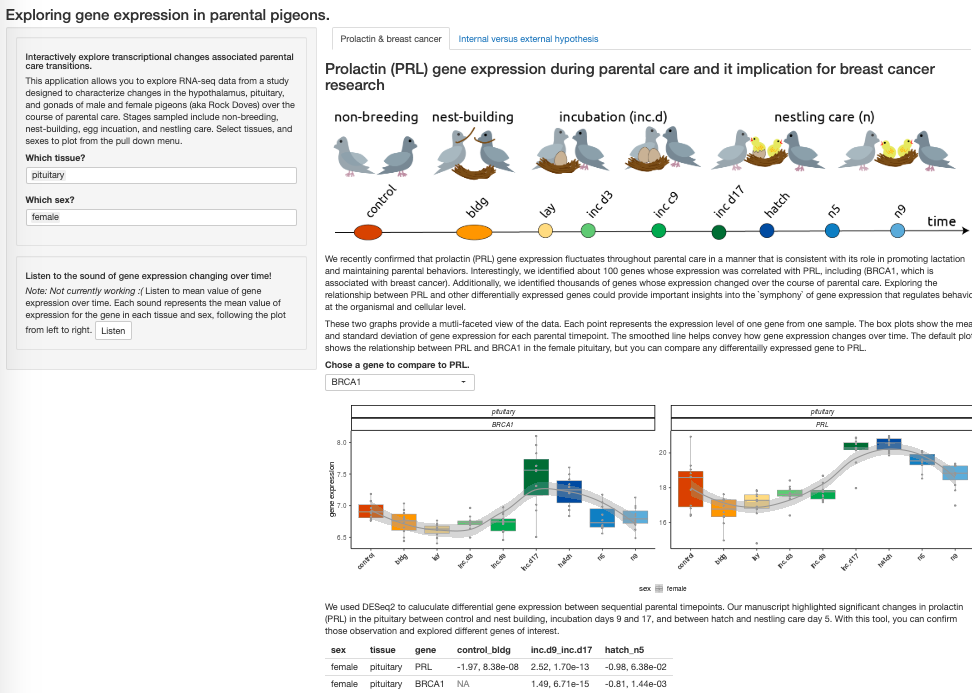 Exploring gene expression in parental pigeons.
Interactively explore transcriptional changes associated parental
care transitions.
This application allows you to explore RNA-seq data from a study
designed to characterize changes in the hypothalamus, pituitary,
and gonads of male and female pigeons (aka Rock Doves) over the
course of parental care. Stages sampled include non-breeding,
nest-building, egg incuation, and nestling care. Select tissues, and
sexes to plot from the pull down menu.
Which tissue?
pituitary
Which sex?
female
Listen to the sound of gene expression changing over time!
Note: Not currently working :( Listen to mean value of gene
expression over time. Each sound represents the mean value of
expression for the gene in each tissue and sex, following the plot
from left to right. Listen
Prolactin & breast cancer
Internal versus external hypothesis
Prolactin (PRL) gene expression during parental care and it implication for breast cancer
research
non-breeding nest-building incubation (inc.d) nestling care (n)
control bldg lay inc d3 inc c9 inc d17 hatch n5 n9 time
We recently confirmed that prolactin (PRL) gene expression fluctuates throughout parental care in a manner that is consistent with its role in promoting lactation
and maintaining parental behaviors. Interestingly, we identified about 100 genes whose expression was correlated with PRL, including (BRCA1, which is
associated with breast cancer). Additionally, we identified thousands of genes whose expression changed over the course of parental care. Exploring the
relationship between PRL and other differentially expressed genes could provide important insights into the `symphony` of gene expression that regulates behavio
at the organismal and cellular level.
These two graphs provide a mutli-faceted view of the data. Each point represents the expression level of one gene from one sample. The box plots show the mea
and standard deviation of gene expression for each parental timepoint. The smoothed line helps convey how gene expression changes over time. The default plot
shows the relationship between PRL and BRCA1 in the female pituitary, but you can compare any differentailly expressed gene to PRL.
Chose a gene to compare to PRL.
BRCA1
pituitary
BRCA1
gene expression
8.0
7.5
7.0
6.5
control bldg lay inc.d3 inc.d9 inc.d17 hatch n5 n9
pituitary
PRL
20
18
16
control bldg lay inc.d3 inc.d9 inc.d17 hatch n5 n9
sex female
We used DESeq2 to caluculate differential gene expression between sequential parental timepoints. Our manuscript highlighted significant changes in prolactin
(PRL) in the pituitary between control and nest building, incubation days 9 and 17, and between hatch and nestling care day 5. With this tool, you can confirm
those observation and explored different genes of interest.
sex tissue gene control_bldg inc.d9_inc.d17 hatch_n5
female pituitary PRL -1.97, 8.38e-08 2.52, 1.70e-13 -0.98, 6.38e-02
female pituitary BRCA1 NA 1.49, 6.71e-15 -0.81, 1.44e-03